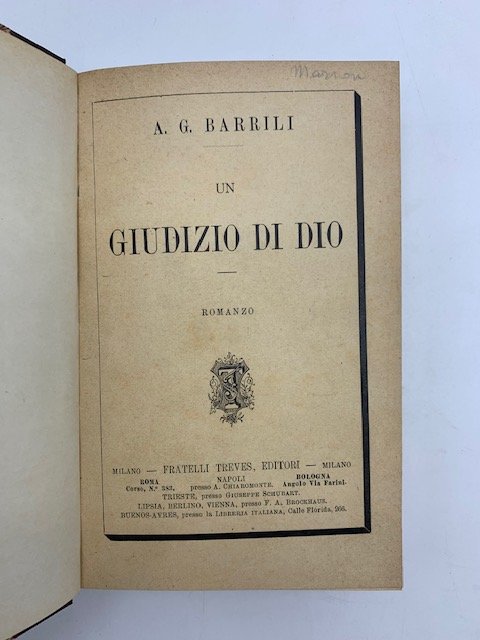 A. G. BARRILI
UN
GIUDIZIO DI DIO
ROMANZO
MILANO — FRATELLI TREVES, EDITORI — MILANO
ROMA NAPOLI BOLOGNA
Corso, N.° 383, presso A. CHIAROMONTE. Angolo Via Farini.
TRIESTE, presso GIUSEPPE SCHUBART.
LIPSIA, BERLINO, VIENNA, presso F. A. BROCKHAUS.
BUENOS-AYRES, presso la LIBRERIA ITALIANA, Calle Florida, 266.